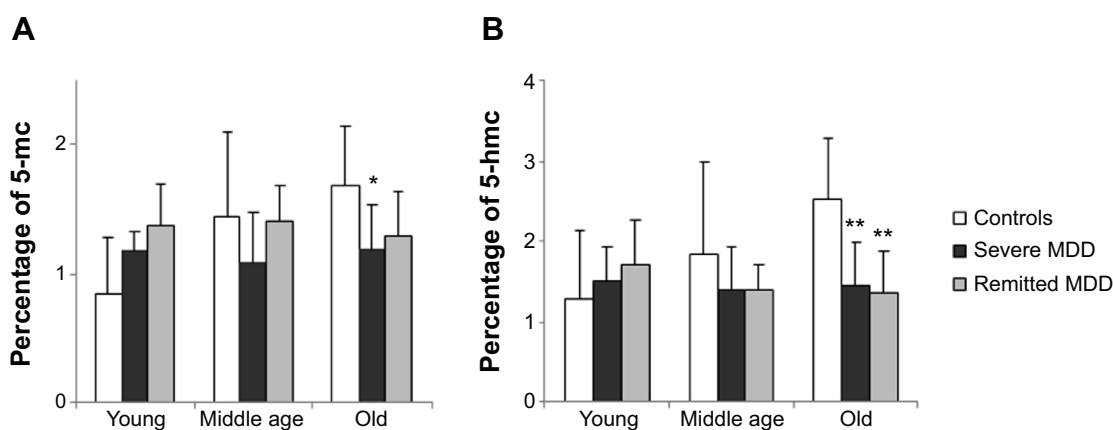 A
Percentage of 5-mc
2
1
0
Young Middle age Old
*
B
Percentage of 5-hmc
4
3
2
1
0
Young Middle age Old
** **
Controls
Severe MDD
Remitted MDD